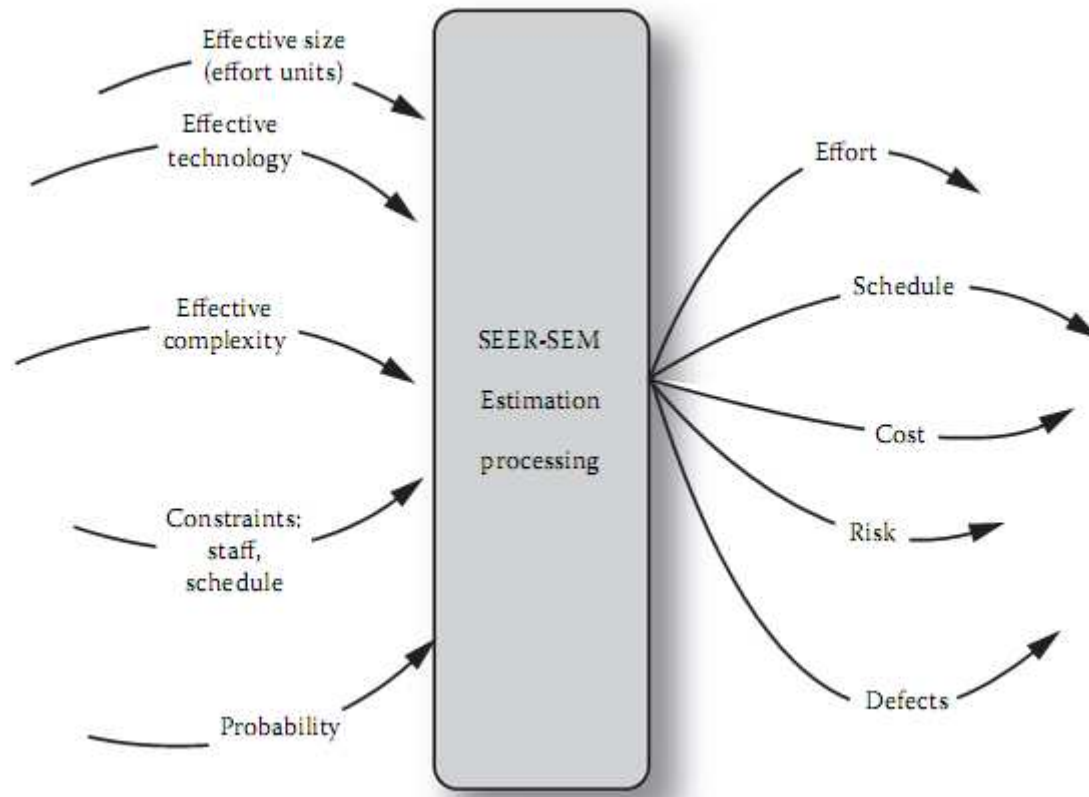 Effective size
(effort units)
Effective
technology
Effective
complexity
Constraints:
staff,
schedule
Probability
SEER-SEM
Estimation
processing
Effort
Schedule
Cost
Risk
Defects